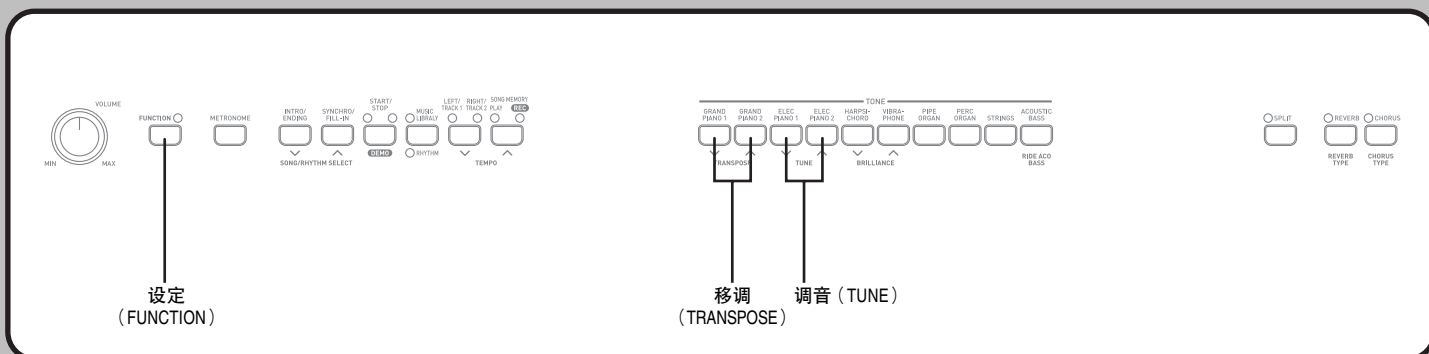 VOLUME
MIN
MAX
FUNCTION
METRONOME
INTRO/
ENDING
SYNCHRO/
FILL-IN
SONG/RHYTHM SELECT
START/
STOP
DEMO
MUSIC
LIBRALY
RHYTHM
LEFT/
TRACK 1
RIGHT/
TRACK 2
SONG MEMORY
PLAY
REC
TEMPO
TONE
GRAND
PIANO 1
GRAND
PIANO 2
ELEC
PIANO 1
ELEC
PIANO 2
HARPSI-
CHORD
VIBRA-
PHONE
PIPE
ORGAN
PERC
ORGAN
STRINGS
ACOUSTIC
BASS
TRANSPOSE
TUNE
BRILLIANCE
RIDE ACO
BASS
SPLIT
REVERB
CHORUS
REVERB
TYPE
CHORUS
TYPE
设定
（FUNCTION）
移调
（TRANSPOSE）
调音（TUNE）